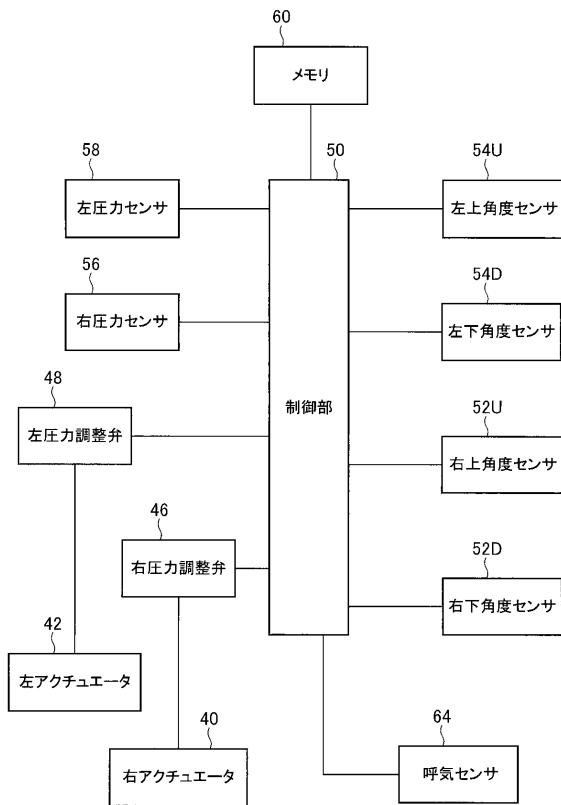 60
メモリ
58
50
54U
左圧力センサ
左上角度センサ
56
54D
右圧力センサ
左下角度センサ
48
制御部
52U
左圧力調整弁
右上角度センサ
46
52D
右圧力調整弁
右下角度センサ
42
左アクチュエータ
40
64
右アクチュエータ
呼気センサ